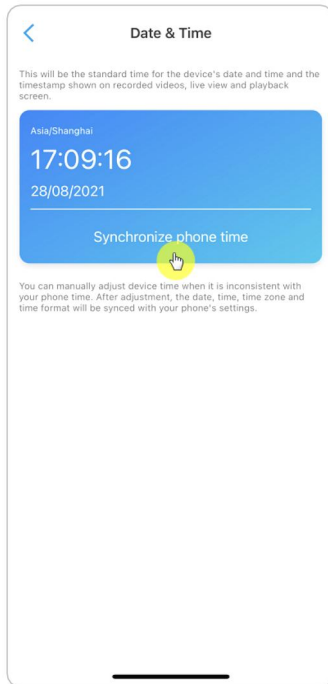 Date & Time
This will be the standard time for the device's date and time and the
timestamp shown on recorded videos, live view and playback
screen.
Asia/Shanghai
17:09:16
28/08/2021
Synchronize phone time
You can manually adjust device time when it is inconsistent with
your phone time. After adjustment, the date, time, time zone and
time format will be synced with your phone's settings.